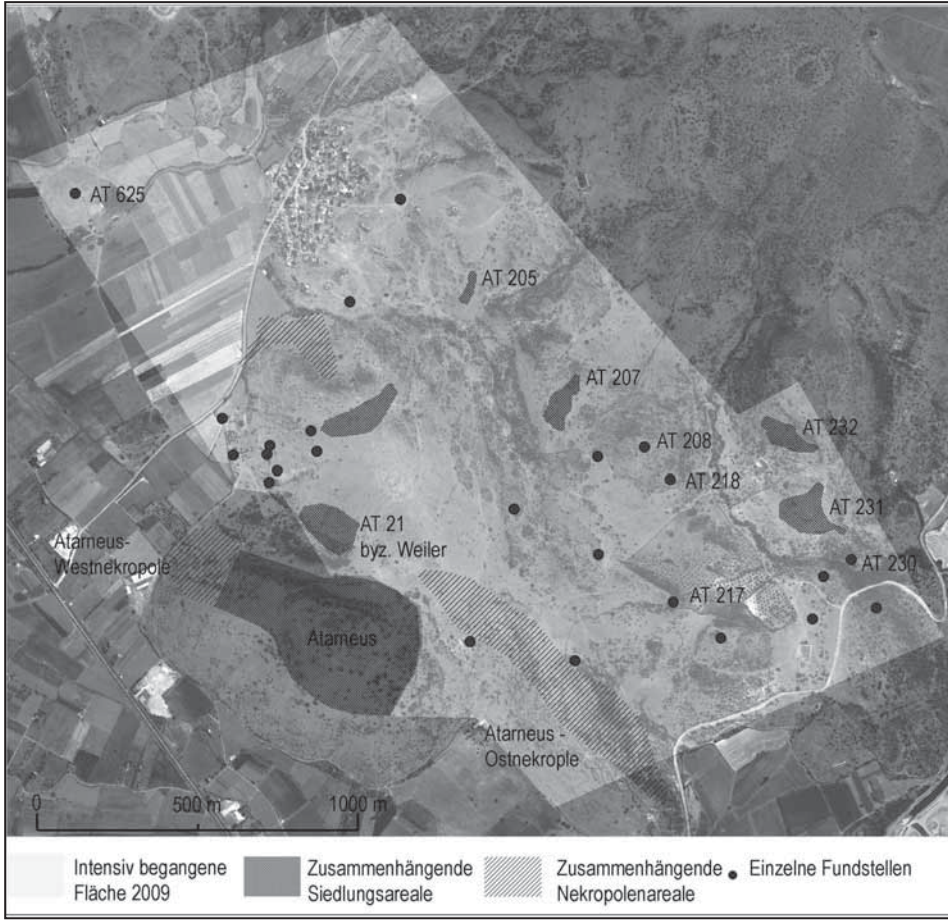 AT 625
AT 205
AT 207
AT 208
AT 232
AT 218
AT 231
AT 21
byz. Weiler
Atarneus-
Westnekropole
AT 230
AT 217
Atarneus
Atarneus -
Ostnekrople
0
500 m
1000 m
Intensiv begangene
Fläche 2009
Zusammenhängende
Siedlungsareale
Zusammenhängende
Nekropolenareale
Einzelne Fundstellen